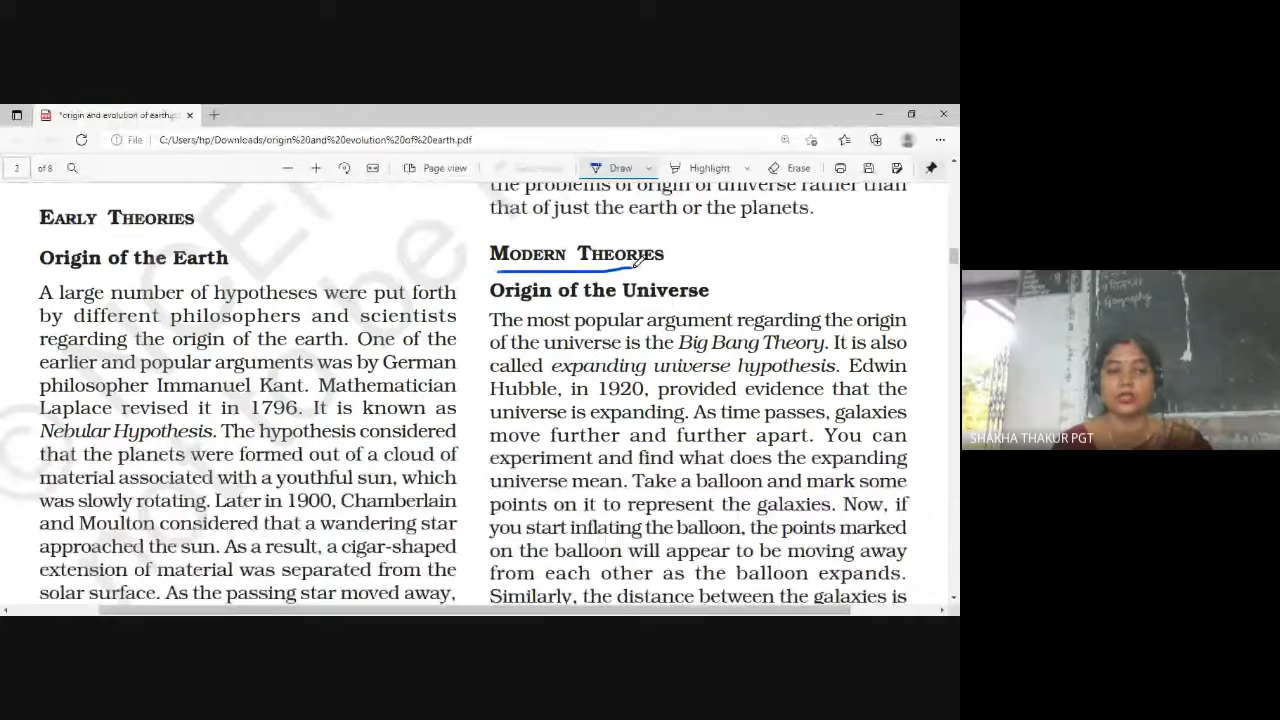 *origin and evolution of earth.p
File
C:/Users/hp/Downloads/origin%20and%20evolution%20of%20earth.pdf
2 of 8
Page view
Draw
Highlight
Erase
EARLY THEORIES
Origin of the Earth
A large number of hypotheses were put forth
by different philosophers and scientists
regarding the origin of the earth. One of the
earlier and popular arguments was by German
philosopher Immanuel Kant. Mathematician
Laplace revised it in 1796. It is known as
Nebular Hypothesis. The hypothesis considered
that the planets were formed out of a cloud of
material associated with a youthful sun, which
was slowly rotating. Later in 1900, Chamberlain
and Moulton considered that a wandering star
approached the sun. As a result, a cigar-shaped
extension of material was separated from the
solar surface. As the passing star moved away,
the problems of origin of universe rather than
that of just the earth or the planets.
MODERN THEORIES
Origin of the Universe
The most popular argument regarding the origin
of the universe is the Big Bang Theory. It is also
called expanding universe hypothesis. Edwin
Hubble, in 1920, provided evidence that the
universe is expanding. As time passes, galaxies
move further and further apart. You can
experiment and find what does the expanding
universe mean. Take a balloon and mark some
points on it to represent the galaxies. Now, if
you start inflating the balloon, the points marked
on the balloon will appear to be moving away
from each other as the balloon expands.
Similarly, the distance between the galaxies is
Geography
SHAKHA THAKUR PGT